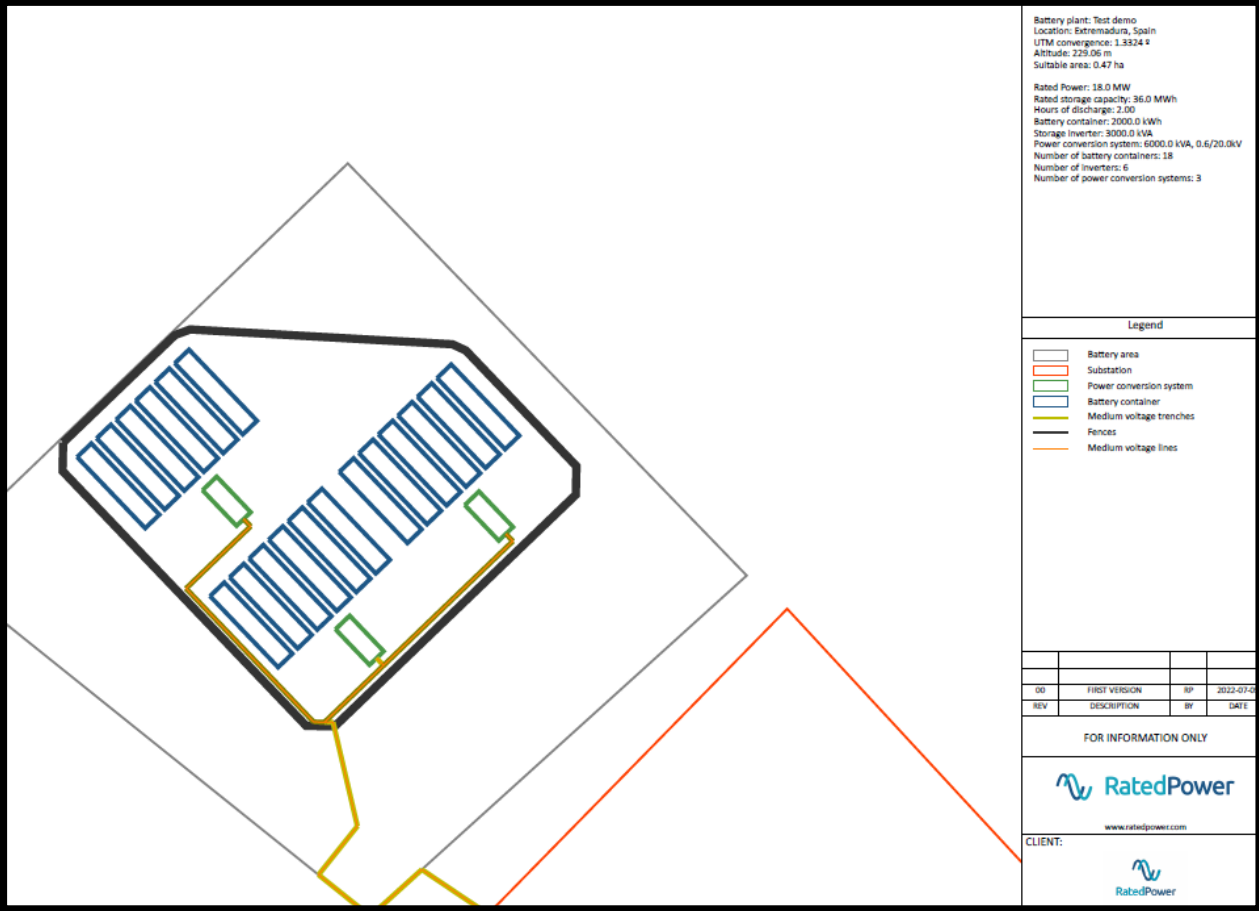 Battery plant: Test demo
Location: Extremadura, Spain
UTM convergence: 1.3324 º
Altitude: 229.06 m
Suitable area: 0.47 ha
Rated Power: 18.0 MW
Rated storage capacity: 36.0 MWh
Hours of discharge: 2.00
Battery container: 2000.0 kWh
Storage Inverter: 3000.0 kVA
Power conversion system: 6000.0 kVA, 0.6/20.0kV
Number of battery containers: 18
Number of inverters: 6
Number of power conversion systems: 3
Legend
Battery area
Substation
Power conversion system
Battery container
Medium voltage trenches
Fences
Medium voltage lines
00 FIRST VERSION RP
REV DESCRIPTION BY DATE
FOR INFORMATION ONLY
RatedPower
www.ratedpower.com
CLIENT:
RatedPower